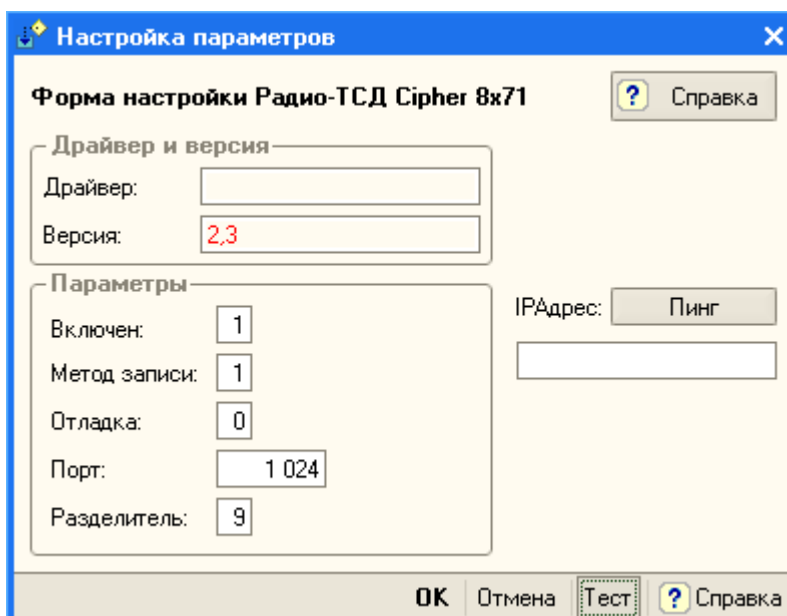 Настройка параметров
Форма настройки Радио-ТСД Cipher 8x71
? Справка
Драйвер и версия
Драйвер:
Версия: 2,3
Параметры
Включен: 1
IPАдрес: Пинг
Метод записи: 1
Отладка: 0
Порт: 1 024
Разделитель: 9
OK Отмена Тест ? Справка